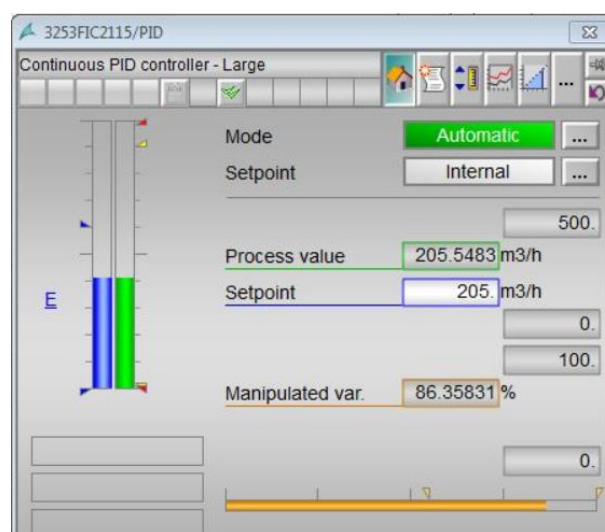 3253FIC2115/PID
Continuous PID controller - Large
...
Mode Automatic ...
Setpoint Internal ...
500.
Process value 205.5483 m3/h
Setpoint 205. m3/h
E
0.
100.
Manipulated var. 86.35831 %
0.